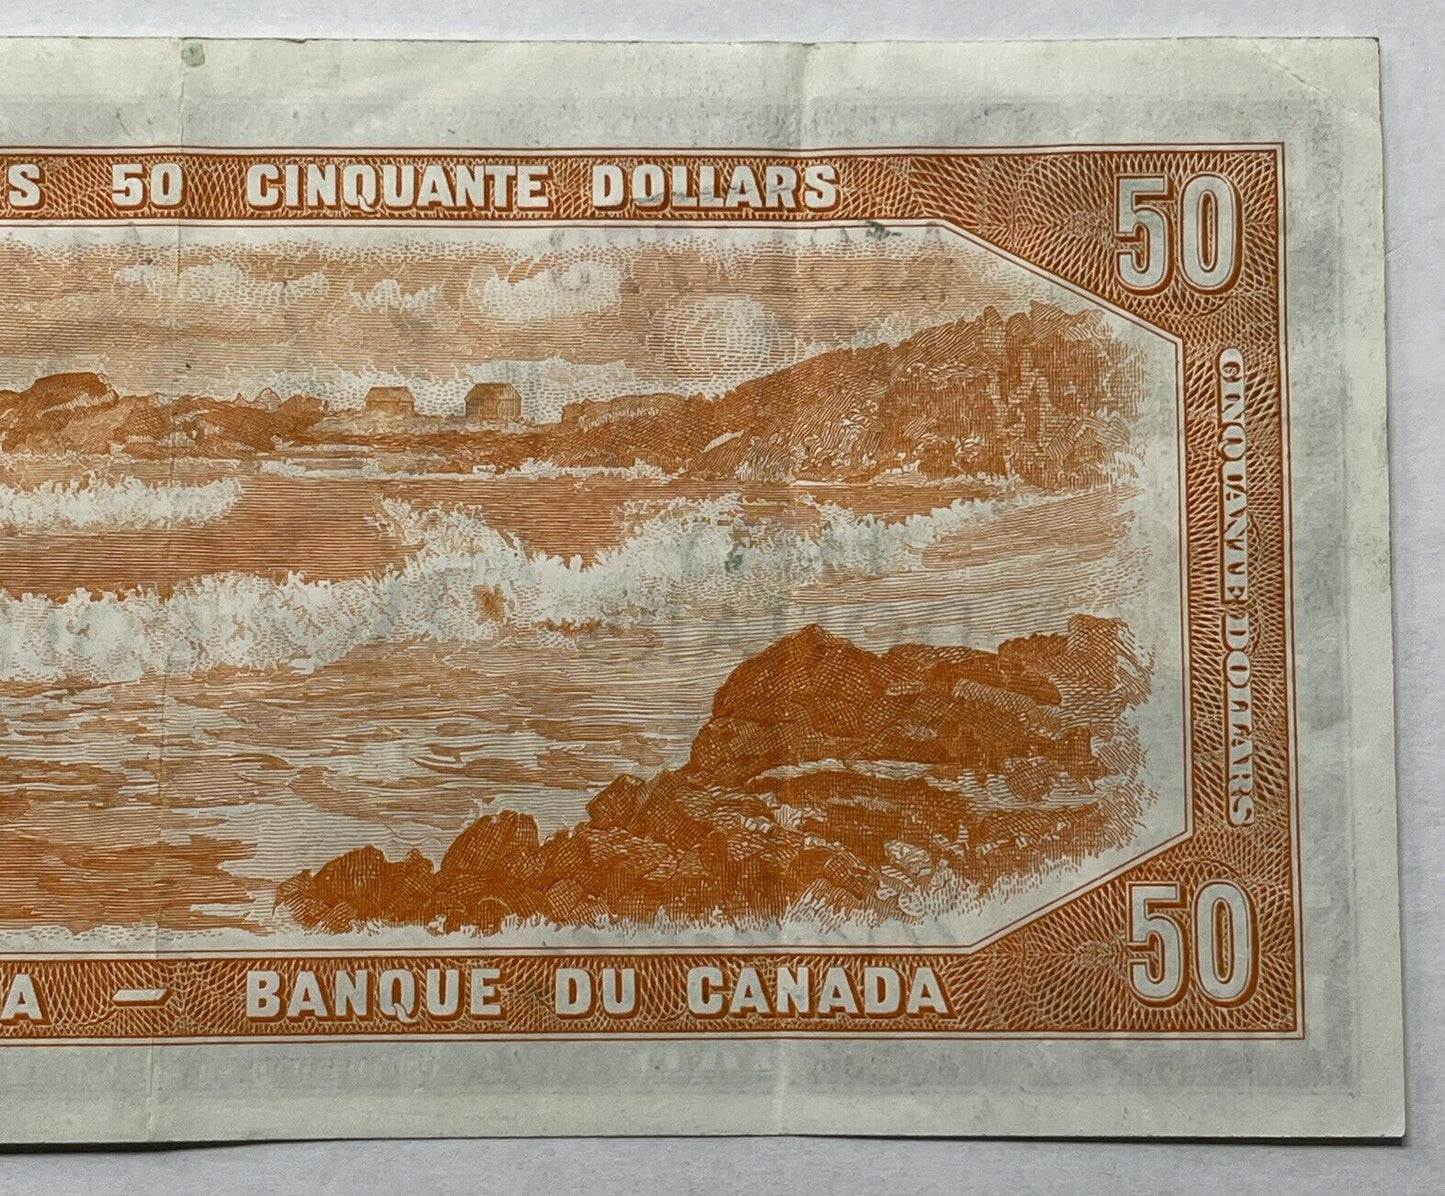 S 50 CINQUANTE DOLLARS
50
CINQUANTE DOLLARS
50
A – BANQUE DU CANADA